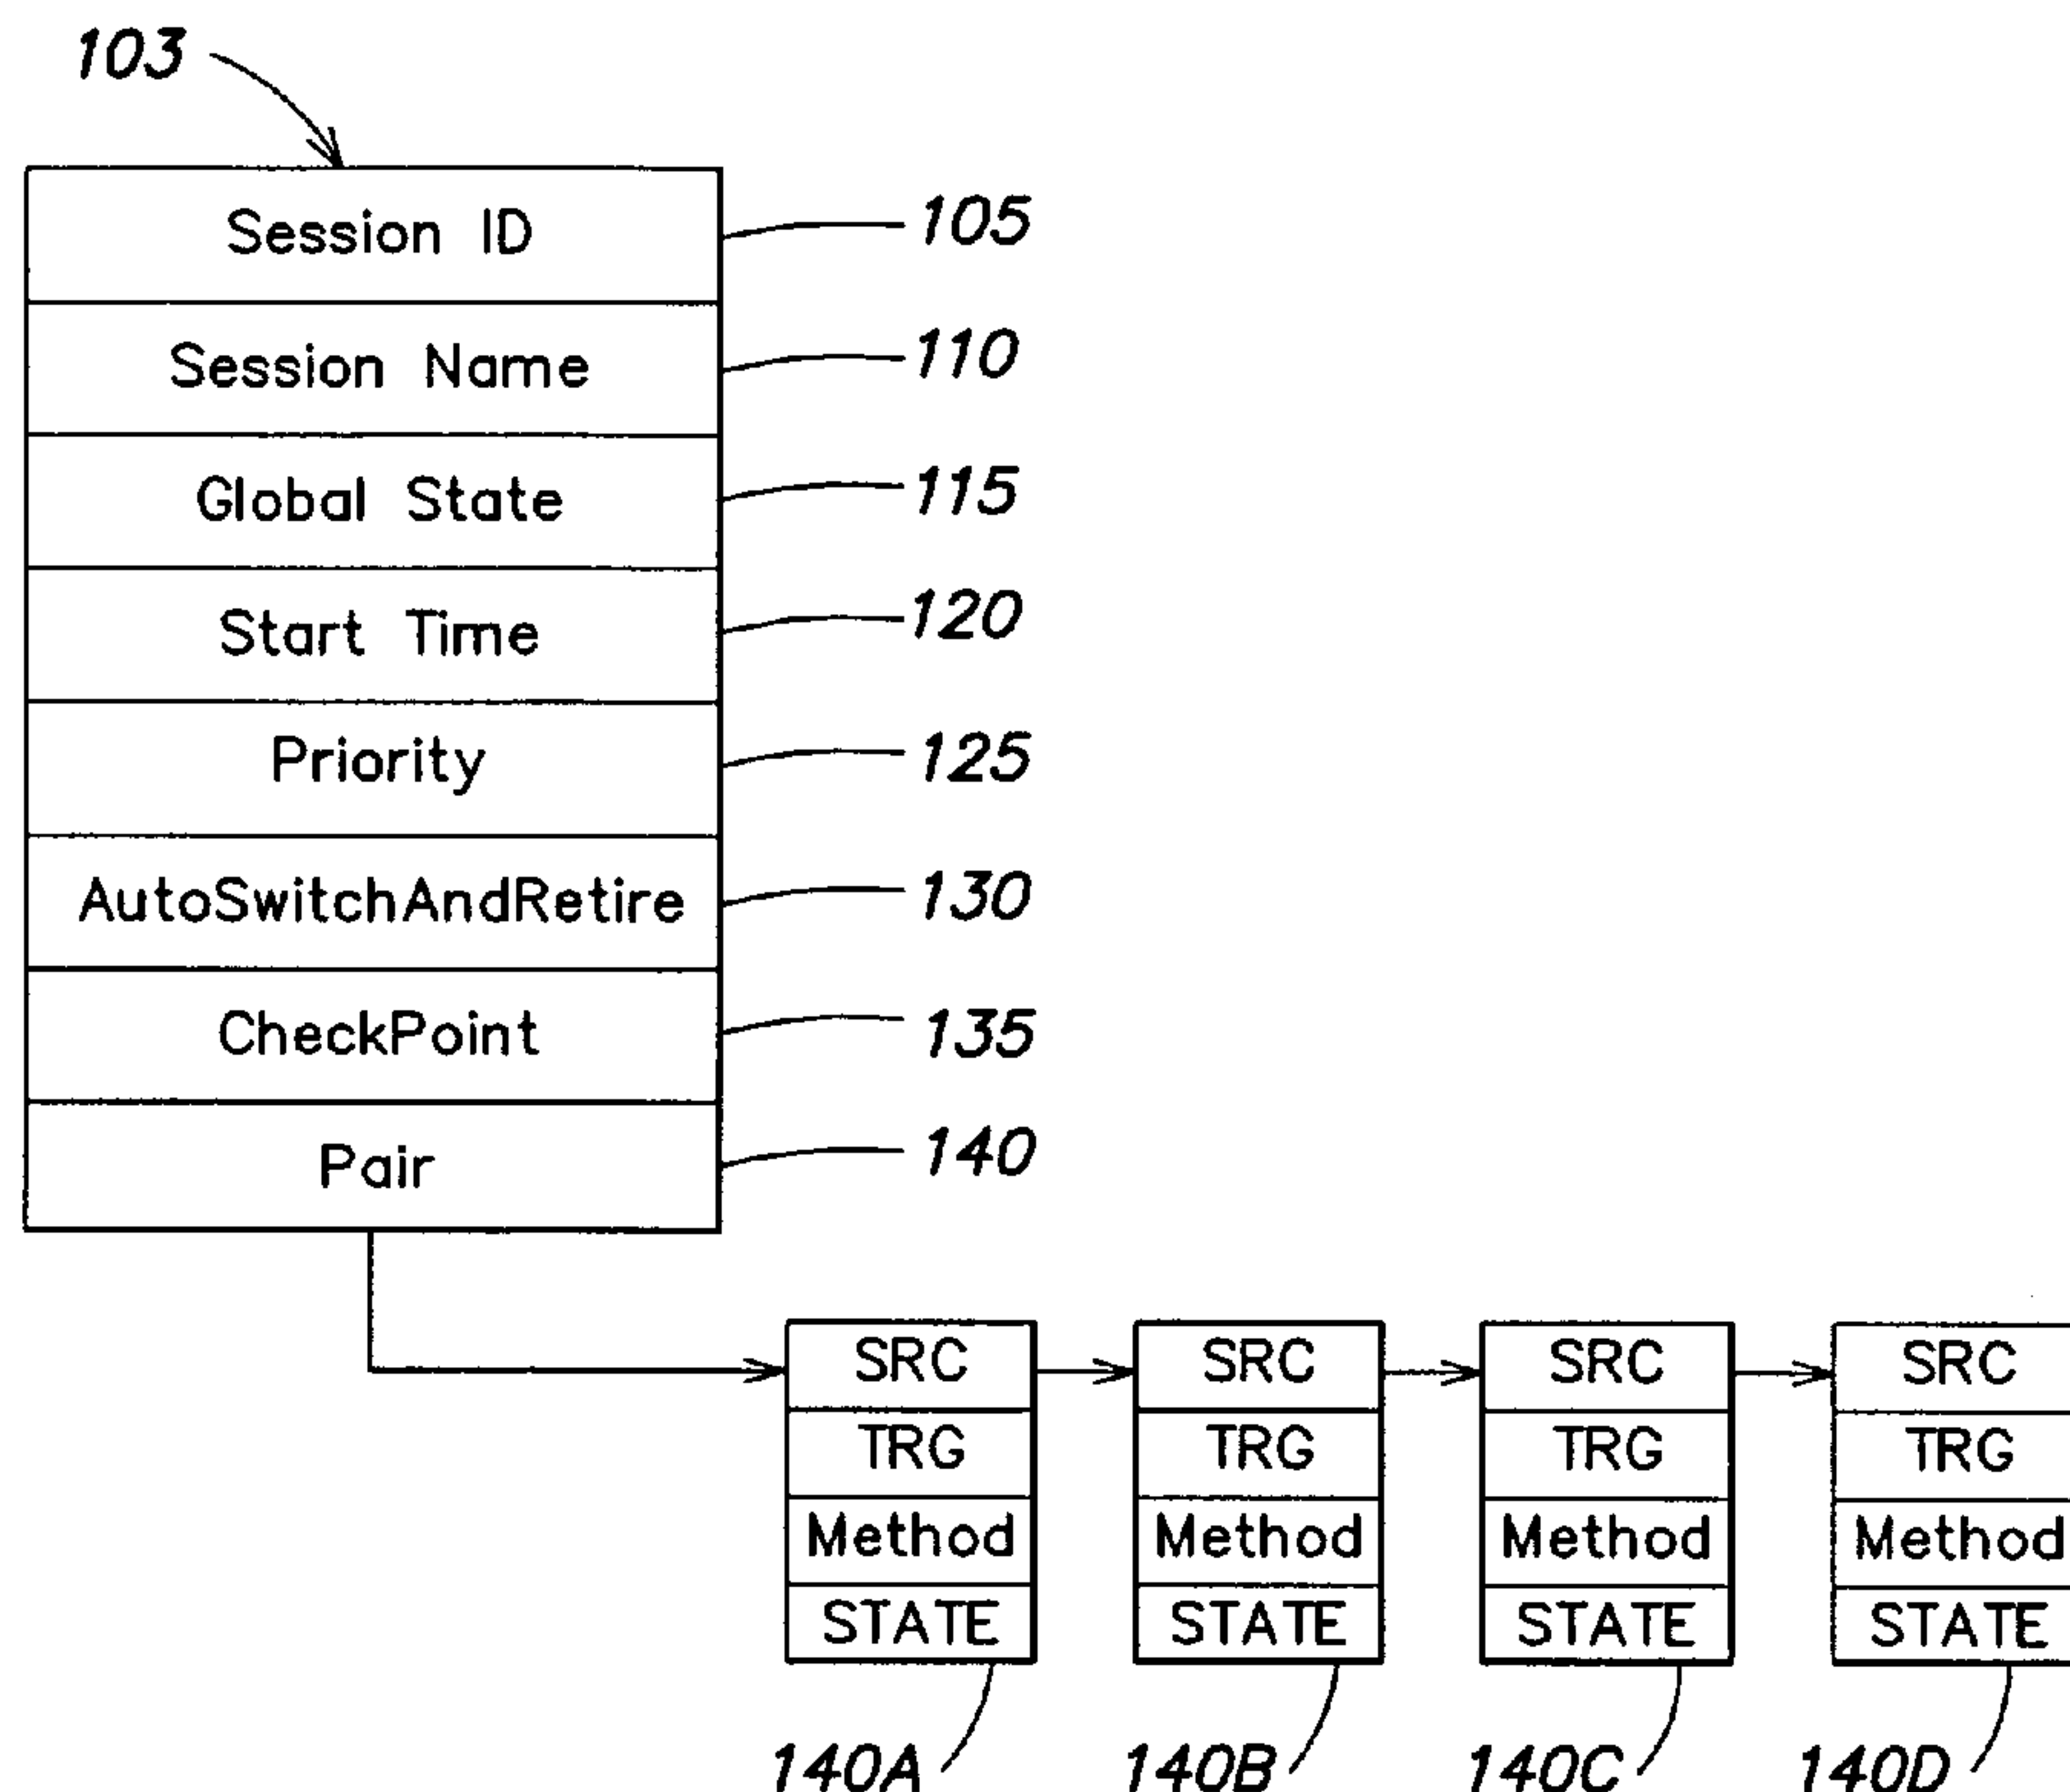 103
Session ID 105
Session Name 110
Global State 115
Start Time 120
Priority 125
AutoSwitchAndRetire 130
CheckPoint 135
Pair 140
SRC SRC SRC SRC
TRG TRG TRG TRG
Method Method Method Method
STATE STATE STATE STATE
140A 140B 140C 140D